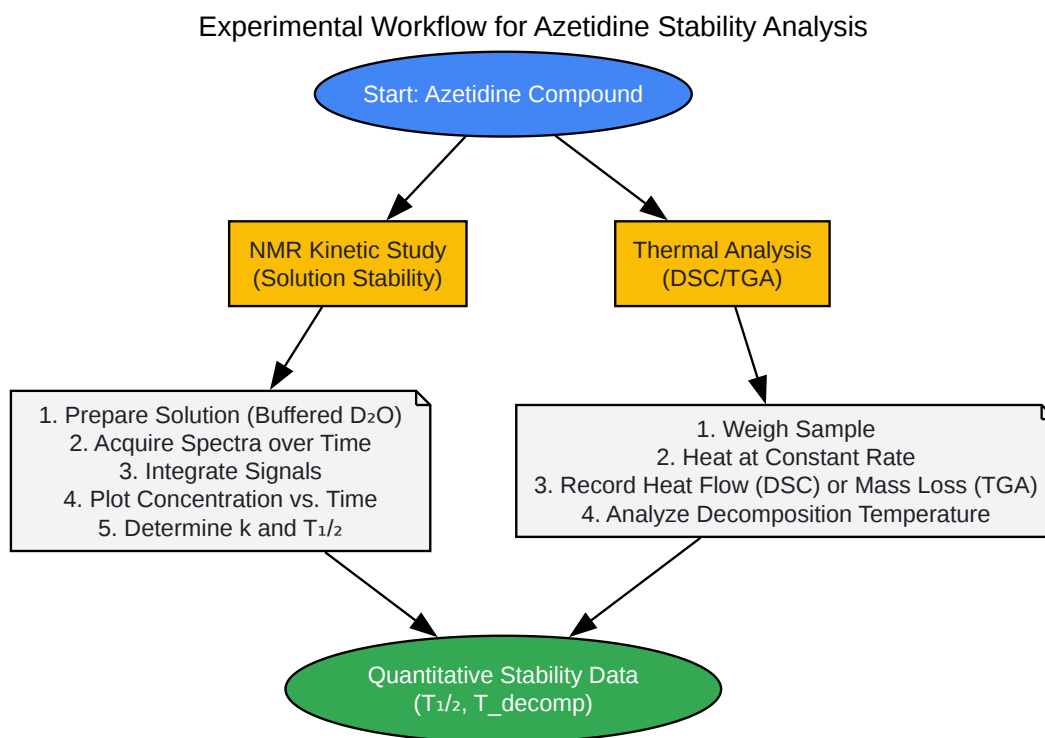 Experimental Workflow for Azetidine Stability Analysis
Start: Azetidine Compound
NMR Kinetic Study
(Solution Stability)
Thermal Analysis
(DSC/TGA)
1. Prepare Solution (Buffered D₂O)
2. Acquire Spectra over Time
3. Integrate Signals
4. Plot Concentration vs. Time
5. Determine k and T₁/₂
1. Weigh Sample
2. Heat at Constant Rate
3. Record Heat Flow (DSC) or Mass Loss (TGA)
4. Analyze Decomposition Temperature
Quantitative Stability Data
(T₁/₂, T_decomp)